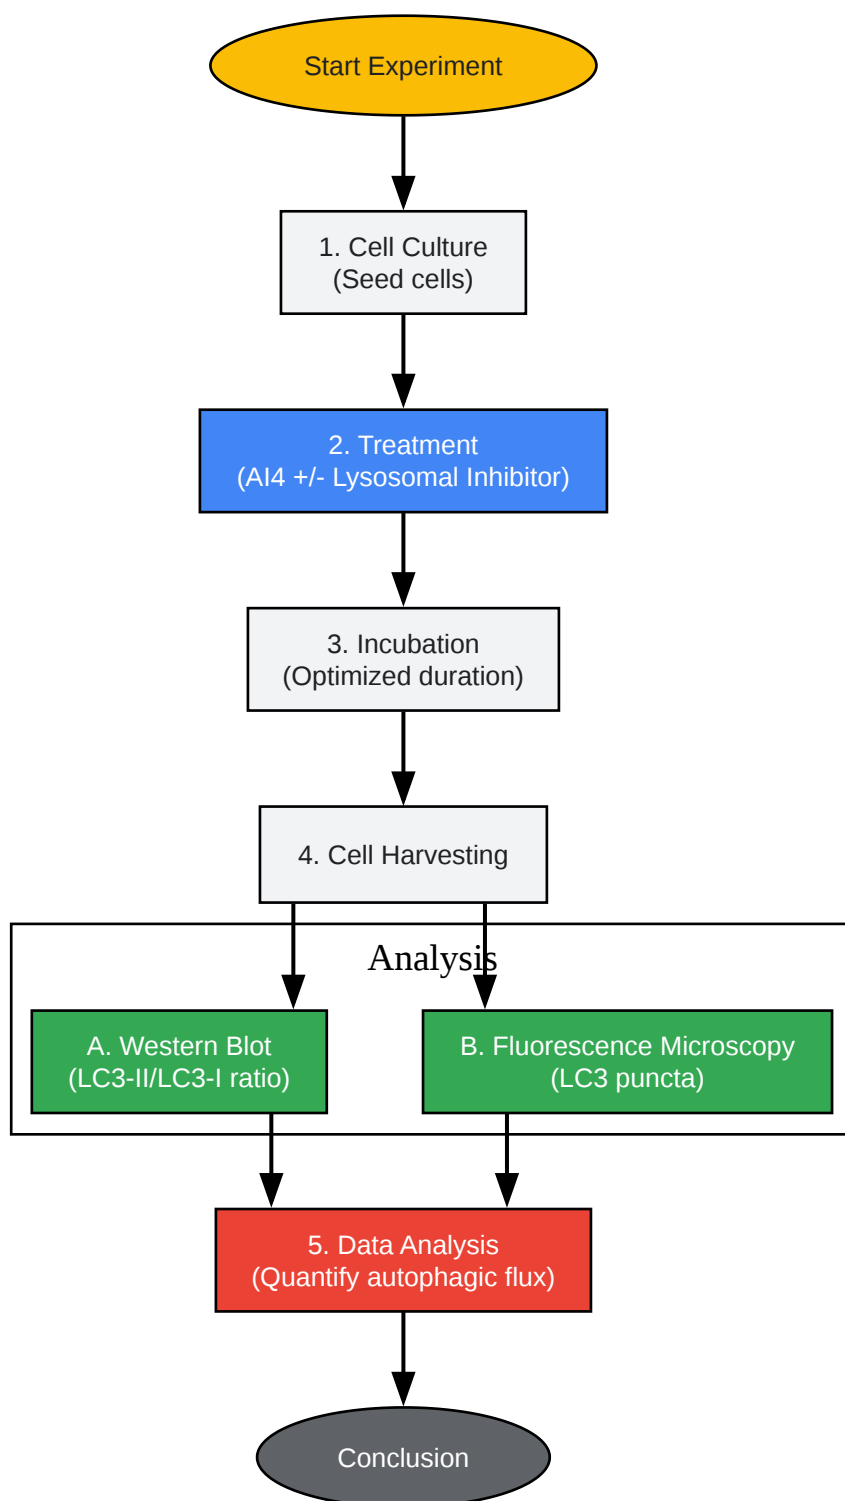 Start Experiment
1. Cell Culture
(Seed cells)
2. Treatment
(AI4 +/- Lysosomal Inhibitor)
3. Incubation
(Optimized duration)
4. Cell Harvesting
Analysis
A. Western Blot
(LC3-II/LC3-I ratio)
B. Fluorescence Microscopy
(LC3 puncta)
5. Data Analysis
(Quantify autophagic flux)
Conclusion